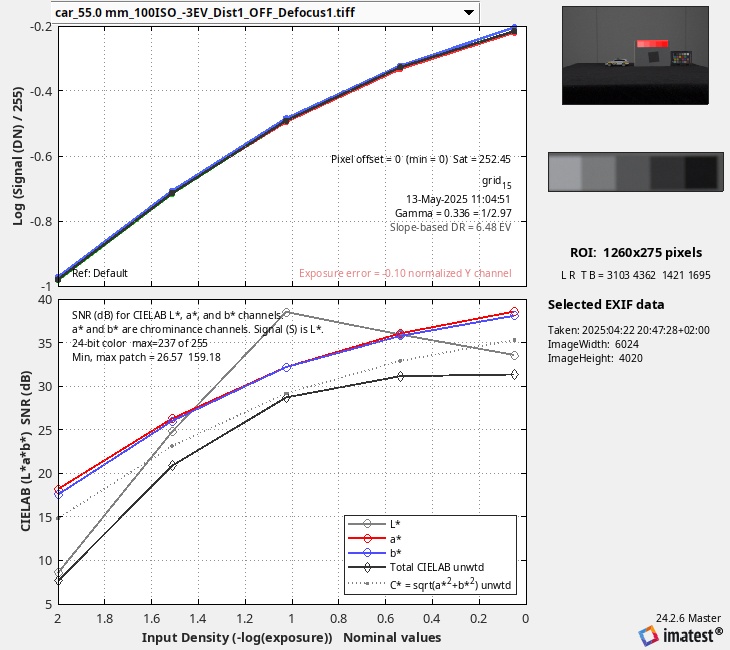 car_55.0 mm_100ISO_-3EV_Dist1_OFF_Defocus1.tiff
Log (Signal (DN) / 255)
-0.2
-0.4
-0.6
-0.8
-1
Pixel offset = 0 (min = 0) Sat = 252.45
grid15
13-May-2025 11:04:51
Gamma = 0.336 = 1/2.97
Slope-based DR = 6.48 EV
Ref: Default
Exposure error = -0.10 normalized Y channel
ROI: 1260x275 pixels
L R T B = 3103 4362 1421 1695
Selected EXIF data
Taken: 2025:04:22 20:47:28+02:00
ImageWidth: 6024
ImageHeight: 4020
CIELAB (L*a*b*) SNR (dB)
40
35
30
25
20
15
10
5
SNR (dB) for CIELAB L*, a*, and b* channels.
a* and b* are chrominance channels. Signal (S) is L*.
24-bit color max=237 of 255
Min, max patch = 26.57 159.18
L*
a*
b*
Total CIELAB unwtd
C* = sqrt(a*2+b*2) unwtd
2 1.8 1.6 1.4 1.2 1 0.8 0.6 0.4 0.2 0
Input Density (-log(exposure)) Nominal values
24.2.6 Master
imatest®